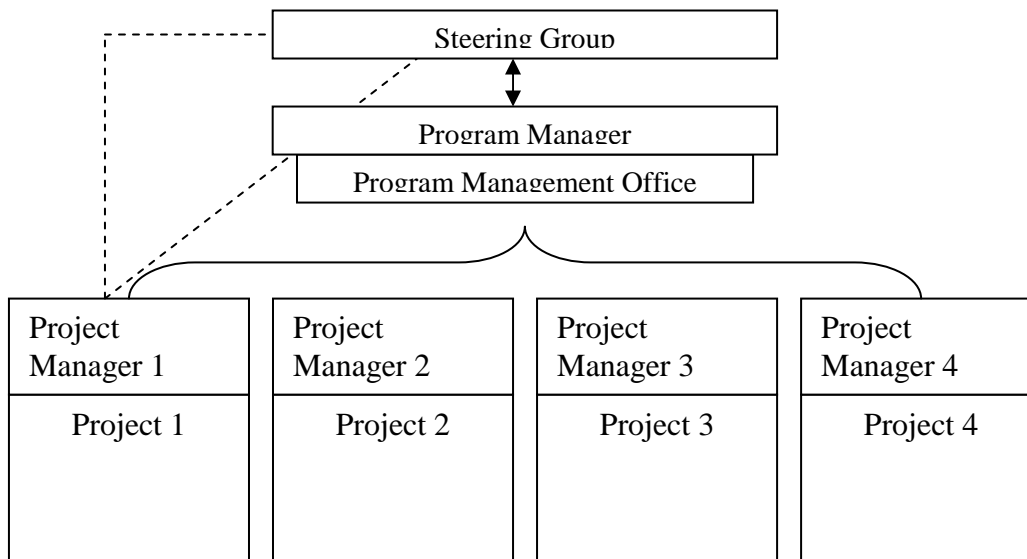 Steering Group
Program Manager
Program Management Office
Project
Manager 1
Project
Manager 2
Project
Manager 3
Project
Manager 4
Project 1
Project 2
Project 3
Project 4